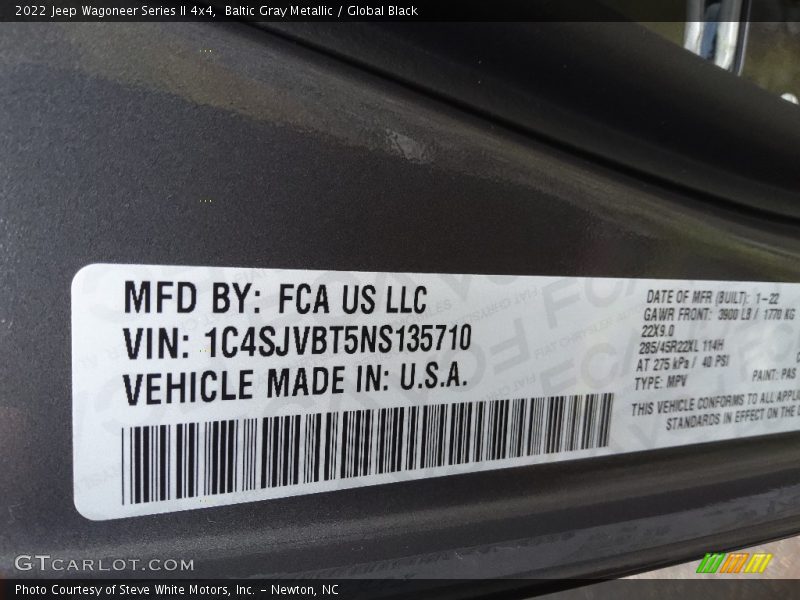 2022 Jeep Wagoneer Series II 4x4, Baltic Gray Metallic / Global Black
MFD BY: FCA US LLC
VIN: 1C4SJVBT5NS135710
VEHICLE MADE IN: U.S.A.
DATE OF MFR (BUILT): 1-22
GAWR FRONT: 3900 LB / 1770 KG
22X9.0
285/45R22XL 114H
AT 275 kPa / 40 PSI
TYPE: MPV PAINT: PAS
THIS VEHICLE CONFORMS TO ALL
STANDARDS IN EFFECT ON THE
GTCARLOT.COM
Photo Courtesy of Steve White Motors, Inc. – Newton, NC